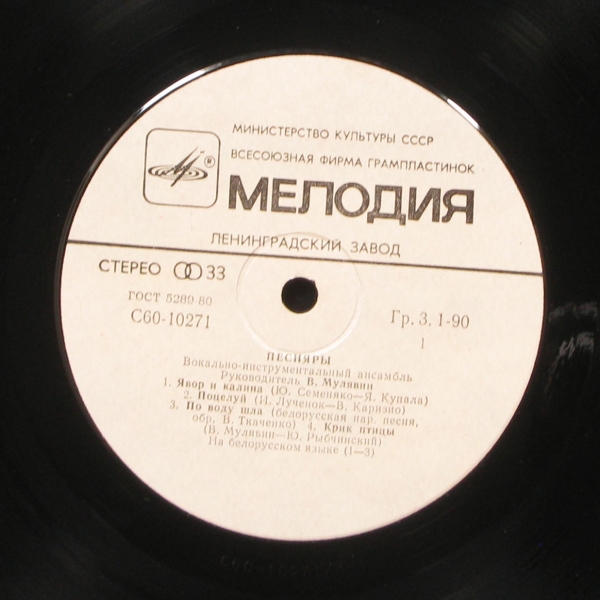 МИНИСТЕРСТВО КУЛЬТУРЫ СССР
ВСЕСОЮЗНАЯ ФИРМА ГРАМПЛАСТИНОК
®
МЕЛОДИЯ
ЛЕНИНГРАДСКИЙ ЗАВОД
СТЕРЕО 33
ГОСТ 5289-80
С60-10271
Гр. 3. 1-90
1
ПЕСНЯРЫ
Вокально-инструментальный ансамбль
Руководитель В. Мулявин
1. Явор и калина (Ю. Семеняко—Я. Купала)
2. Поцелуй (И. Лученок—В. Каризно)
3. По воду шла (белорусская нар. песня,
обр. В. Ткаченко) 4. Крик птицы
(В. Мулявин—Ю. Рыбчинский)
На белорусском языке (1—3)